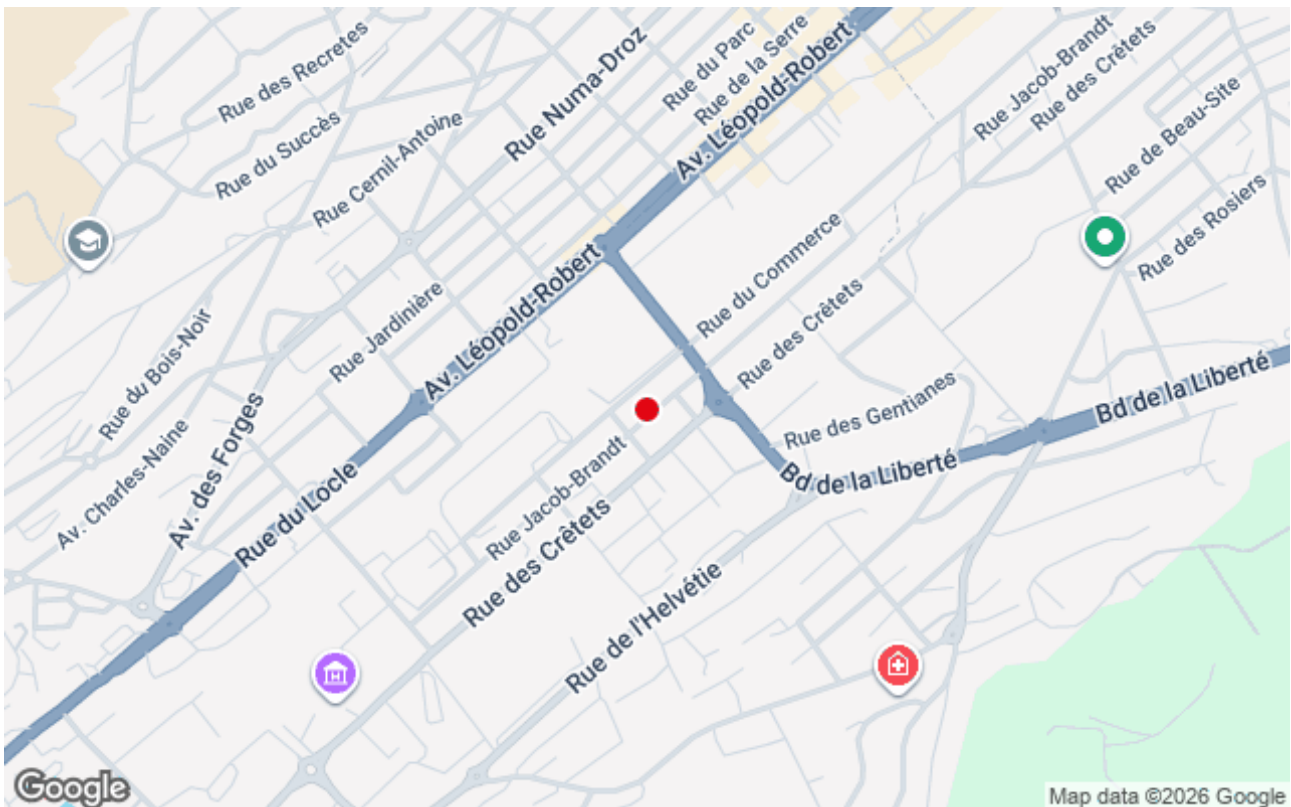 Rue des Recretes
Rue du Parc
Rue de la Serre
Av. Léopold-Robert
Rue Jacob-Brandt
Rue des Crêtets
Rue Numa-Droz
Rue du Succès
Rue Cernil-Antoine
Rue de Beau-Site
Rue des Rosiers
Rue du Commerce
Av. Léopold-Robert
Rue Jardinière
Rue du Bois-Noir
Rue des Crêtets
Av. Charles-Naine
Av. des Forges
Rue des Gentianes
Bd de la Liberté
Bd de la Liberté
Rue du Locle
Rue Jacob-Brandt
Rue des Crêtets
Rue de l'Helvétie
Google
Map data ©2026 Google